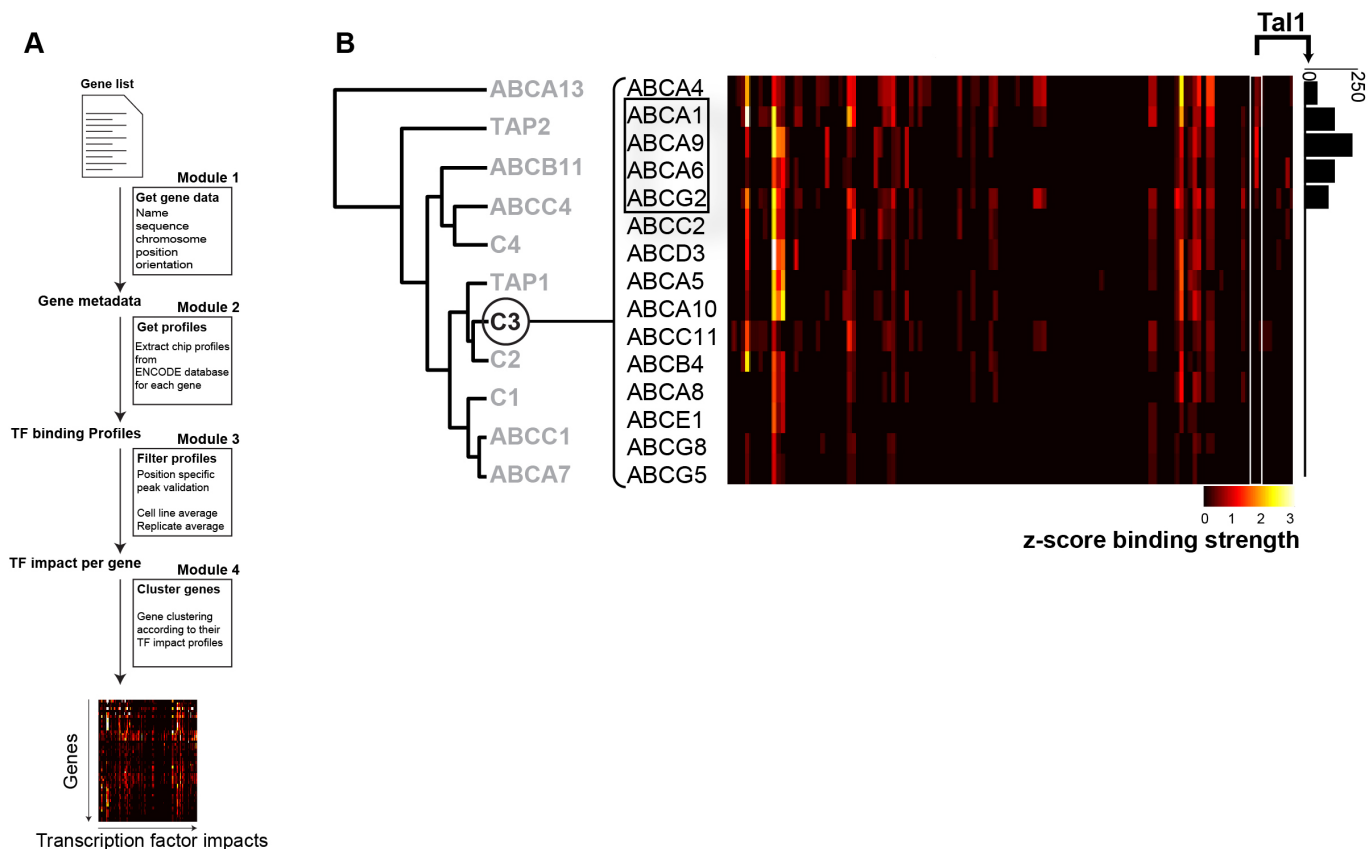 A
Gene list
Module 1
Get gene data
Name
sequence
chromosome
position
orientation
Gene metadata
Module 2
Get profiles
Extract chip profiles
from
ENCODE database
for each gene
TF binding Profiles
Module 3
Filter profiles
Position specific
peak validation
Cell line average
Replicate average
TF impact per gene
Module 4
Cluster genes
Gene clustering
according to their
TF impact profiles
Genes
Transcription factor impacts
B
ABCA13
TAP2
ABCB11
ABCC4
C4
TAP1
C3
C2
C1
ABCC1
ABCA7
ABCA4
ABCA1
ABCA9
ABCA6
ABCG2
ABCC2
ABCD3
ABCA5
ABCA10
ABCC11
ABCB4
ABCA8
ABCE1
ABCG8
ABCG5
Tal1
0
250
0 1 2 3
z-score binding strength